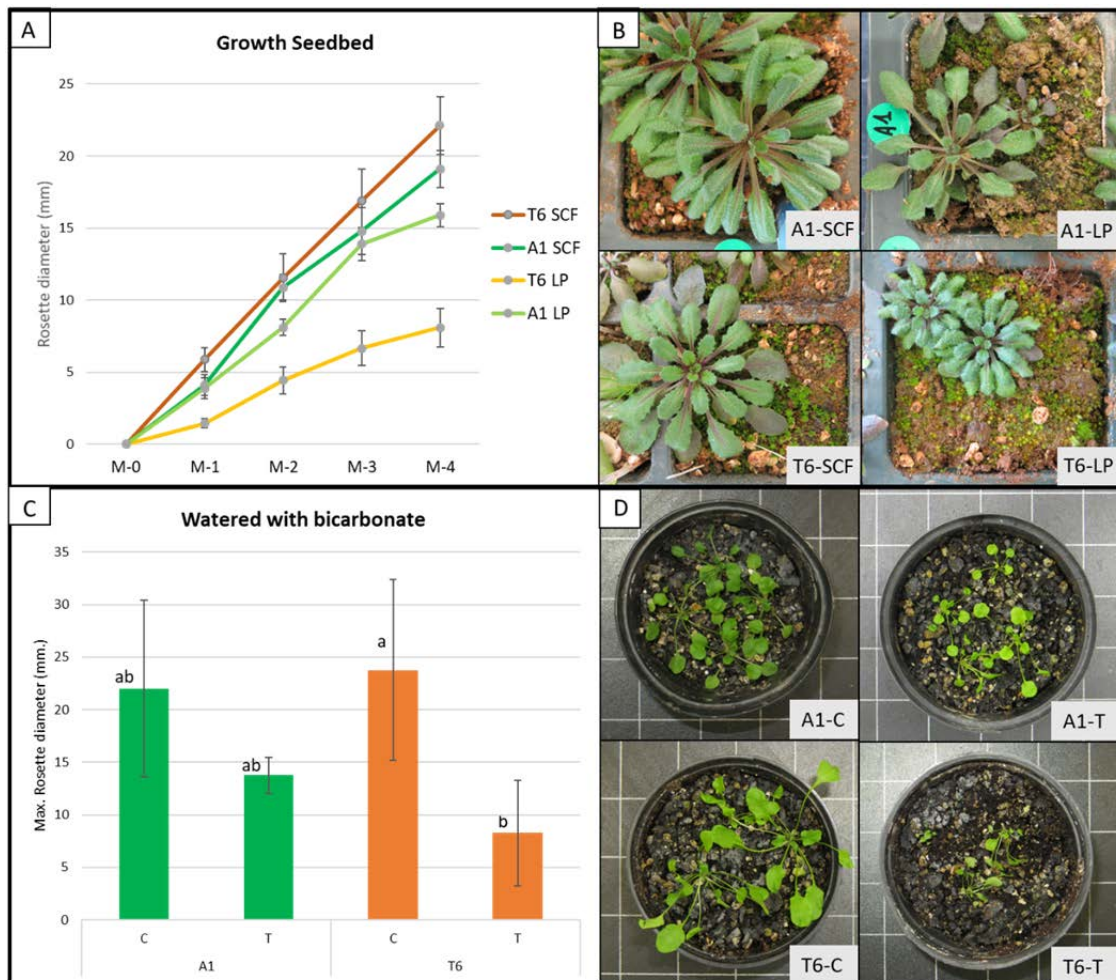 A
Growth Seedbed
Rosette diameter (mm)
25
20
15
10
5
0
M-0 M-1 M-2 M-3 M-4
T6 SCF
A1 SCF
T6 LP
A1 LP
B
A1
A1-SCF
A1-LP
T6-SCF
T6-LP
C
Watered with bicarbonate
Max. Rosette diameter (mm.)
35
30
25
20
15
10
5
0
ab
ab
a
b
C T C T
A1 T6
D
A1-C
A1-T
T6-C
T6-T